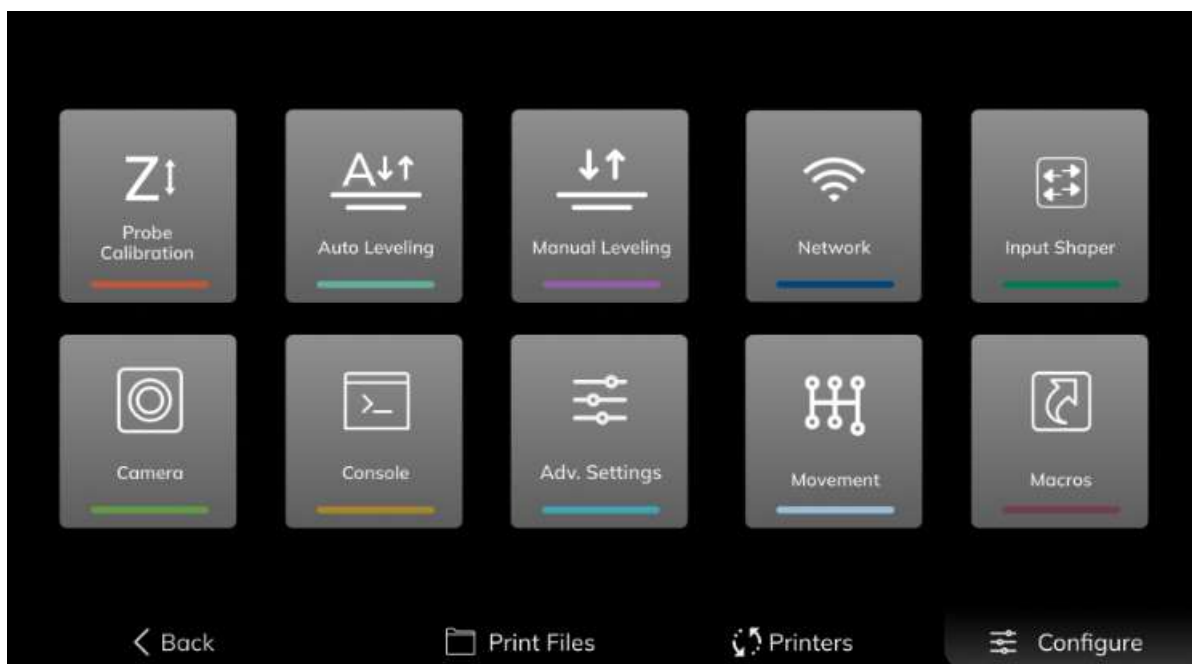 Z
Probe
Calibration
A
Auto Leveling
Manual Leveling
Network
Input Shaper
Camera
>_
Console
Adv. Settings
Movement
Macros
Back
Print Files
Printers
Configure